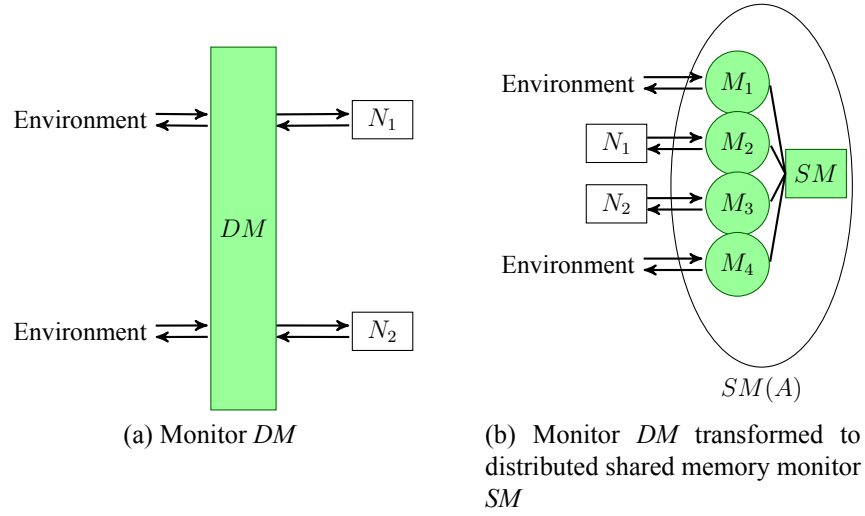 Environment
N1
DM
Environment
N2
(a) Monitor DM
Environment
M1
N1
M2
SM
N2
M3
Environment
M4
SM(A)
(b) Monitor DM transformed to
distributed shared memory monitor
SM